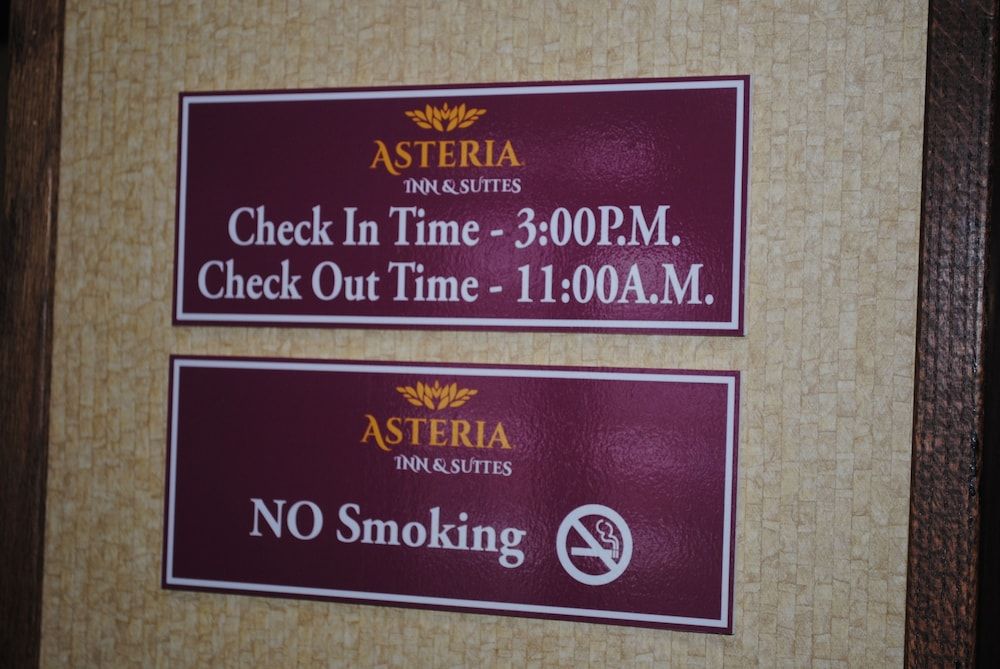 ASTERIA
INN & SUITES
Check In Time - 3:00P.M.
Check Out Time - 11:00A.M.
ASTERIA
INN & SUITES
NO Smoking